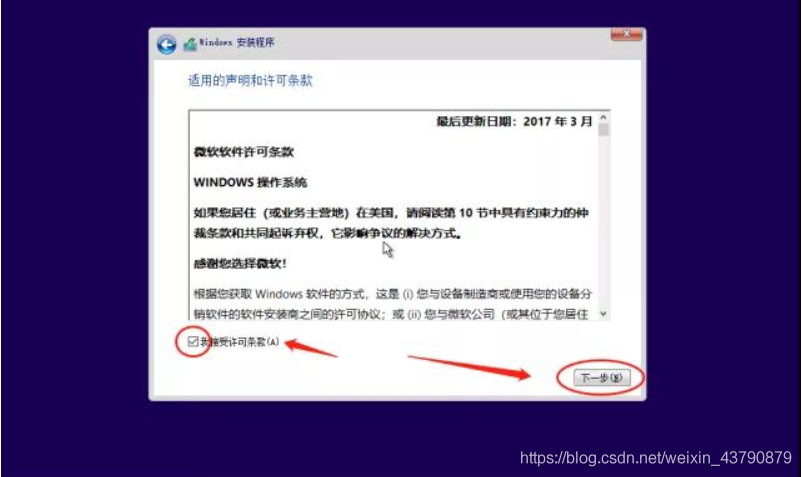 Windows 安装程序
适用的声明和许可条款
最后更新日期：2017 年 3 月
微软软件许可条款
WINDOWS 操作系统
如果您居住（或业务主营地）在美国，请阅读第 10 节中具有约束力的仲
裁条款和共同起诉弃权，它影响争议的解决方式。
感谢您选择微软！
根据您获取 Windows 软件的方式，这是 (i) 您与设备制造商或使用您的设备分
销软件的软件安装商之间的许可协议；或 (ii) 您与微软公司（或其位于您居住
我接受许可条款(A)
下一步(N)
https://blog.csdn.net/weixin_43790879